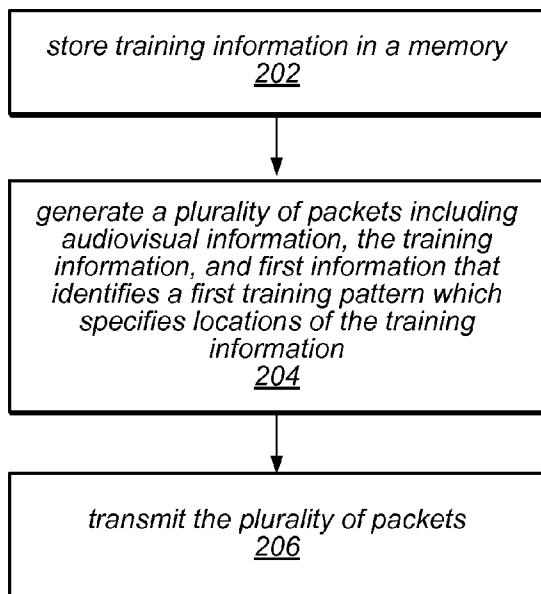 store training information in a memory
202
generate a plurality of packets including
audiovisual information, the training
information, and first information that
identifies a first training pattern which
specifies locations of the training
information
204
transmit the plurality of packets
206